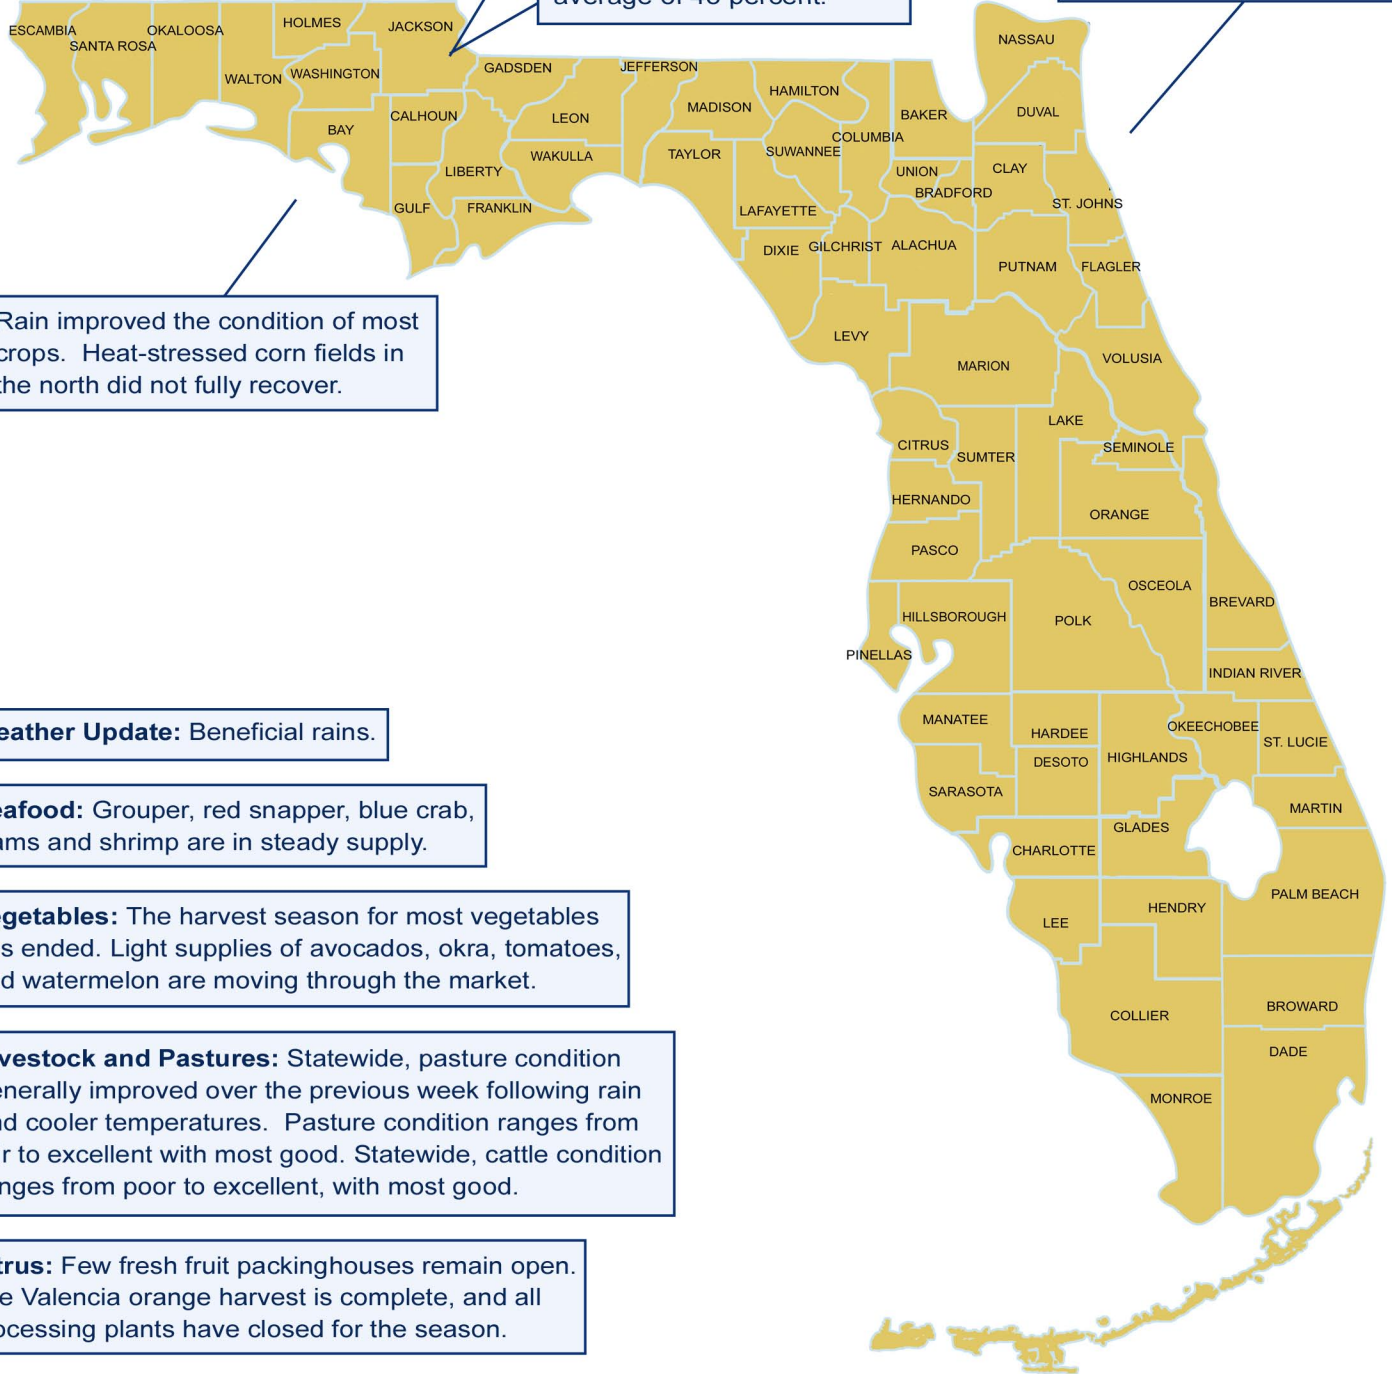 average of 40 percent.
ESCAMBIA
SANTA ROSA
OKALOOSA
HOLMES
JACKSON
WALTON
WASHINGTON
BAY
CALHOUN
GADSDEN
LEON
LIBERTY
GULF
FRANKLIN
WAKULLA
JEFFERSON
MADISON
TAYLOR
HAMILTON
SUWANNEE
COLUMBIA
LAFAYETTE
DIXIE
GILCHRIST
BAKER
UNION
BRADFORD
ALACHUA
NASSAU
DUVAL
CLAY
ST. JOHNS
PUTNAM
FLAGLER
LEVY
MARION
VOLUSIA
Rain improved the condition of most
crops. Heat-stressed corn fields in
the north did not fully recover.
CITRUS
SUMTER
LAKE
SEMINOLE
HERNANDO
ORANGE
PASCO
OSCEOLA
BREVARD
HILLSBOROUGH
POLK
PINELLAS
INDIAN RIVER
MANATEE
HARDEE
OKEECHOBEE
ST. LUCIE
HIGHLANDS
DESOTO
SARASOTA
MARTIN
GLADES
CHARLOTTE
PALM BEACH
HENDRY
LEE
COLLIER
BROWARD
DADE
MONROE
eather Update: Beneficial rains.
eafood: Grouper, red snapper, blue crab,
ams and shrimp are in steady supply.
egetables: The harvest season for most vegetables
s ended. Light supplies of avocados, okra, tomatoes,
d watermelon are moving through the market.
vestock and Pastures: Statewide, pasture condition
enerally improved over the previous week following rain
nd cooler temperatures. Pasture condition ranges from
r to excellent with most good. Statewide, cattle condition
nges from poor to excellent, with most good.
trus: Few fresh fruit packinghouses remain open.
e Valencia orange harvest is complete, and all
ocessing plants have closed for the season.